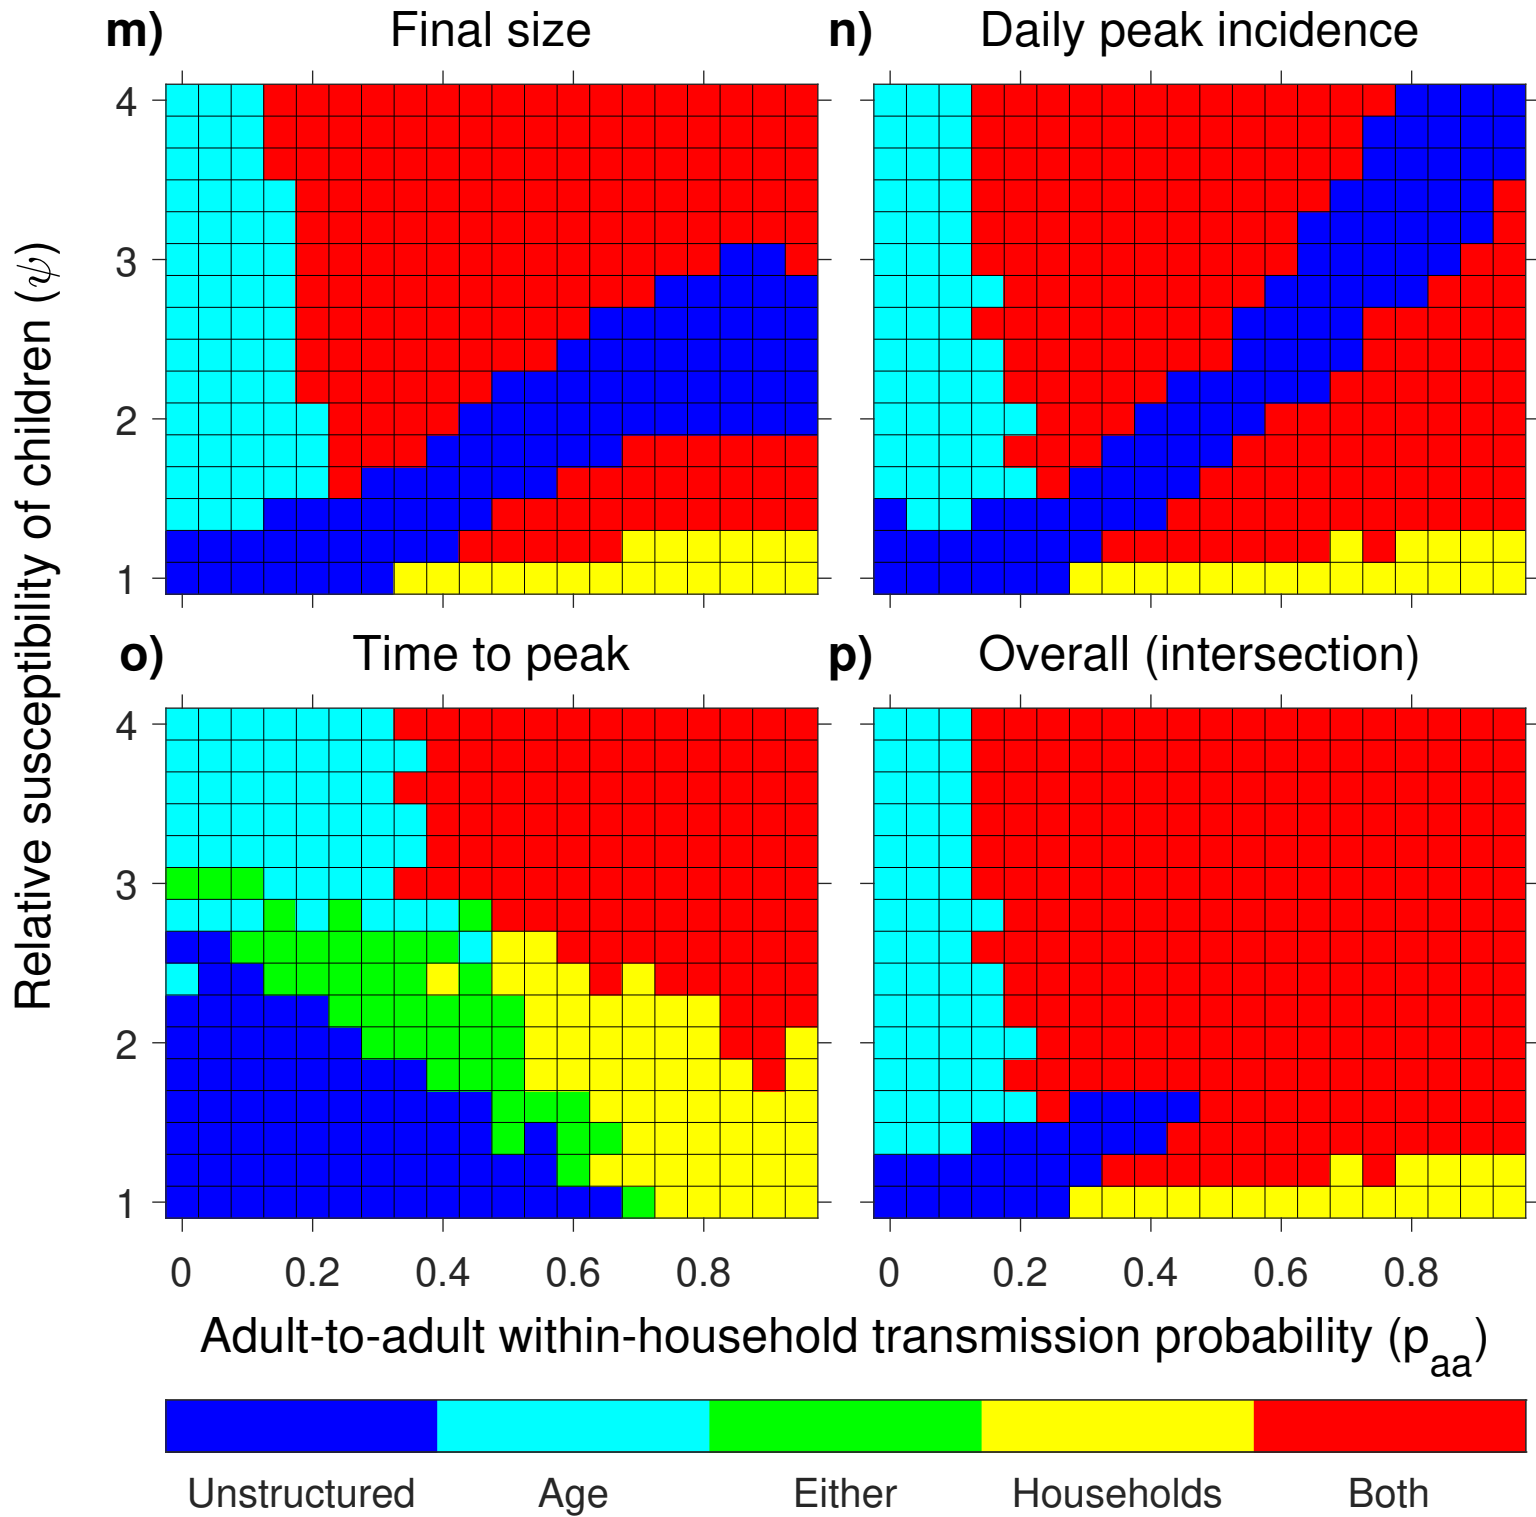 m) Final size
n) Daily peak incidence
4
3
2
1
o) Time to peak
p) Overall (intersection)
4
3
2
1
Relative susceptibility of children (ψ)
0 0.2 0.4 0.6 0.8
0 0.2 0.4 0.6 0.8
Adult-to-adult within-household transmission probability (p_aa)
Unstructured Age Either Households Both